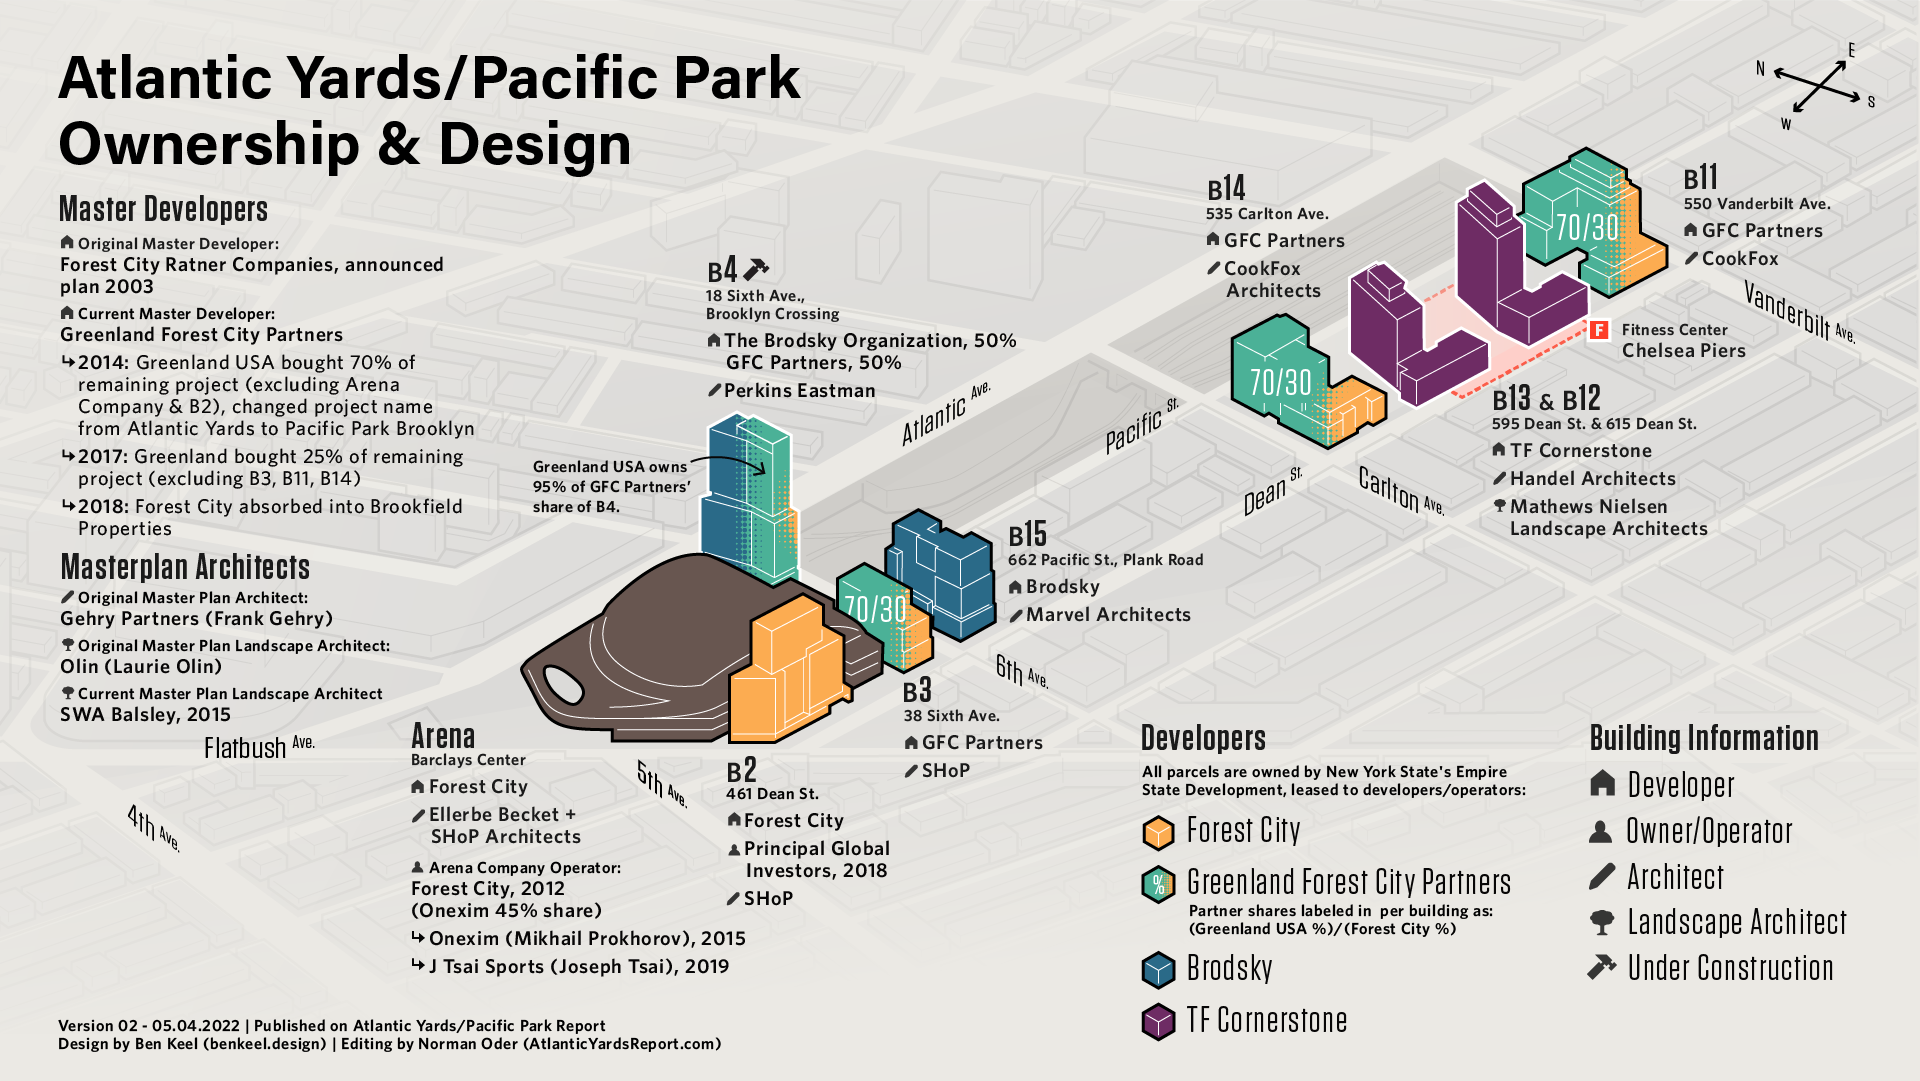 Atlantic Yards/Pacific Park
Ownership & Design
Master Developers
Original Master Developer:
Forest City Ratner Companies, announced
plan 2003
Current Master Developer:
Greenland Forest City Partners
2014: Greenland USA bought 70% of
remaining project (excluding Arena
Company & B2), changed project name
from Atlantic Yards to Pacific Park Brooklyn
2017: Greenland bought 25% of remaining
project (excluding B3, B11, B14)
2018: Forest City absorbed into Brookfield
Properties
Masterplan Architects
Original Master Plan Architect:
Gehry Partners (Frank Gehry)
Original Master Plan Landscape Architect:
Olin (Laurie Olin)
Current Master Plan Landscape Architect
SWA Balsley, 2015
Flatbush Ave.
4th Ave.
Arena
Barclays Center
Forest City
Ellerbe Becket +
SHoP Architects
Arena Company Operator:
Forest City, 2012
(Onexim 45% share)
Onexim (Mikhail Prokhorov), 2015
J Tsai Sports (Joseph Tsai), 2019
5th Ave.
B2
461 Dean St.
Forest City
Principal Global
Investors, 2018
SHoP
B4
18 Sixth Ave.,
Brooklyn Crossing
The Brodsky Organization, 50%
GFC Partners, 50%
Perkins Eastman
Greenland USA owns
95% of GFC Partners'
share of B4.
Atlantic Ave.
Pacific St.
70/30
B3
38 Sixth Ave.
GFC Partners
SHoP
B15
662 Pacific St., Plank Road
Brodsky
Marvel Architects
6th Ave.
B14
535 Carlton Ave.
GFC Partners
CookFox
Architects
70/30
Dean St.
Carlton Ave.
70/30
B11
550 Vanderbilt Ave.
GFC Partners
CookFox
Vanderbilt Ave.
F
Fitness Center
Chelsea Piers
B13 & B12
595 Dean St. & 615 Dean St.
TF Cornerstone
Handel Architects
Mathews Nielsen
Landscape Architects
N
E
S
W
Developers
All parcels are owned by New York State's Empire
State Development, leased to developers/operators:
Forest City
%
Greenland Forest City Partners
Partner shares labeled in per building as:
(Greenland USA %)/(Forest City %)
Brodsky
TF Cornerstone
Building Information
Developer
Owner/Operator
Architect
Landscape Architect
Under Construction
Version 02 - 05.04.2022 | Published on Atlantic Yards/Pacific Park Report
Design by Ben Keel (benkeel.design) | Editing by Norman Oder (AtlanticYardsReport.com)